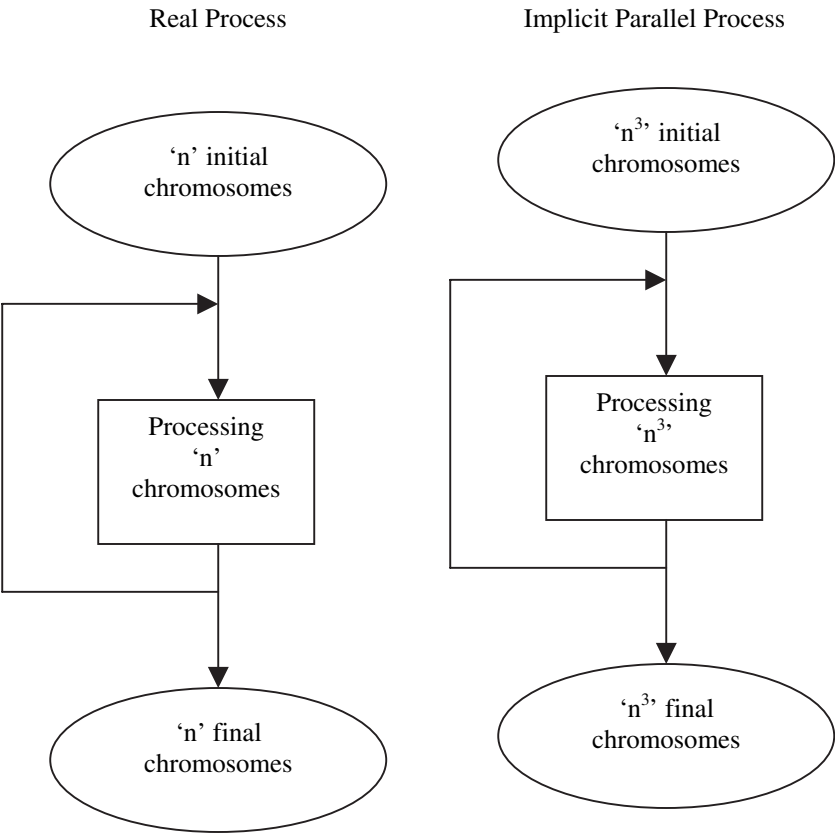 Real Process
‘n’ initial
chromosomes
Processing
‘n’
chromosomes
‘n’ final
chromosomes
Implicit Parallel Process
‘n³’ initial
chromosomes
Processing
‘n³’
chromosomes
‘n³’ final
chromosomes